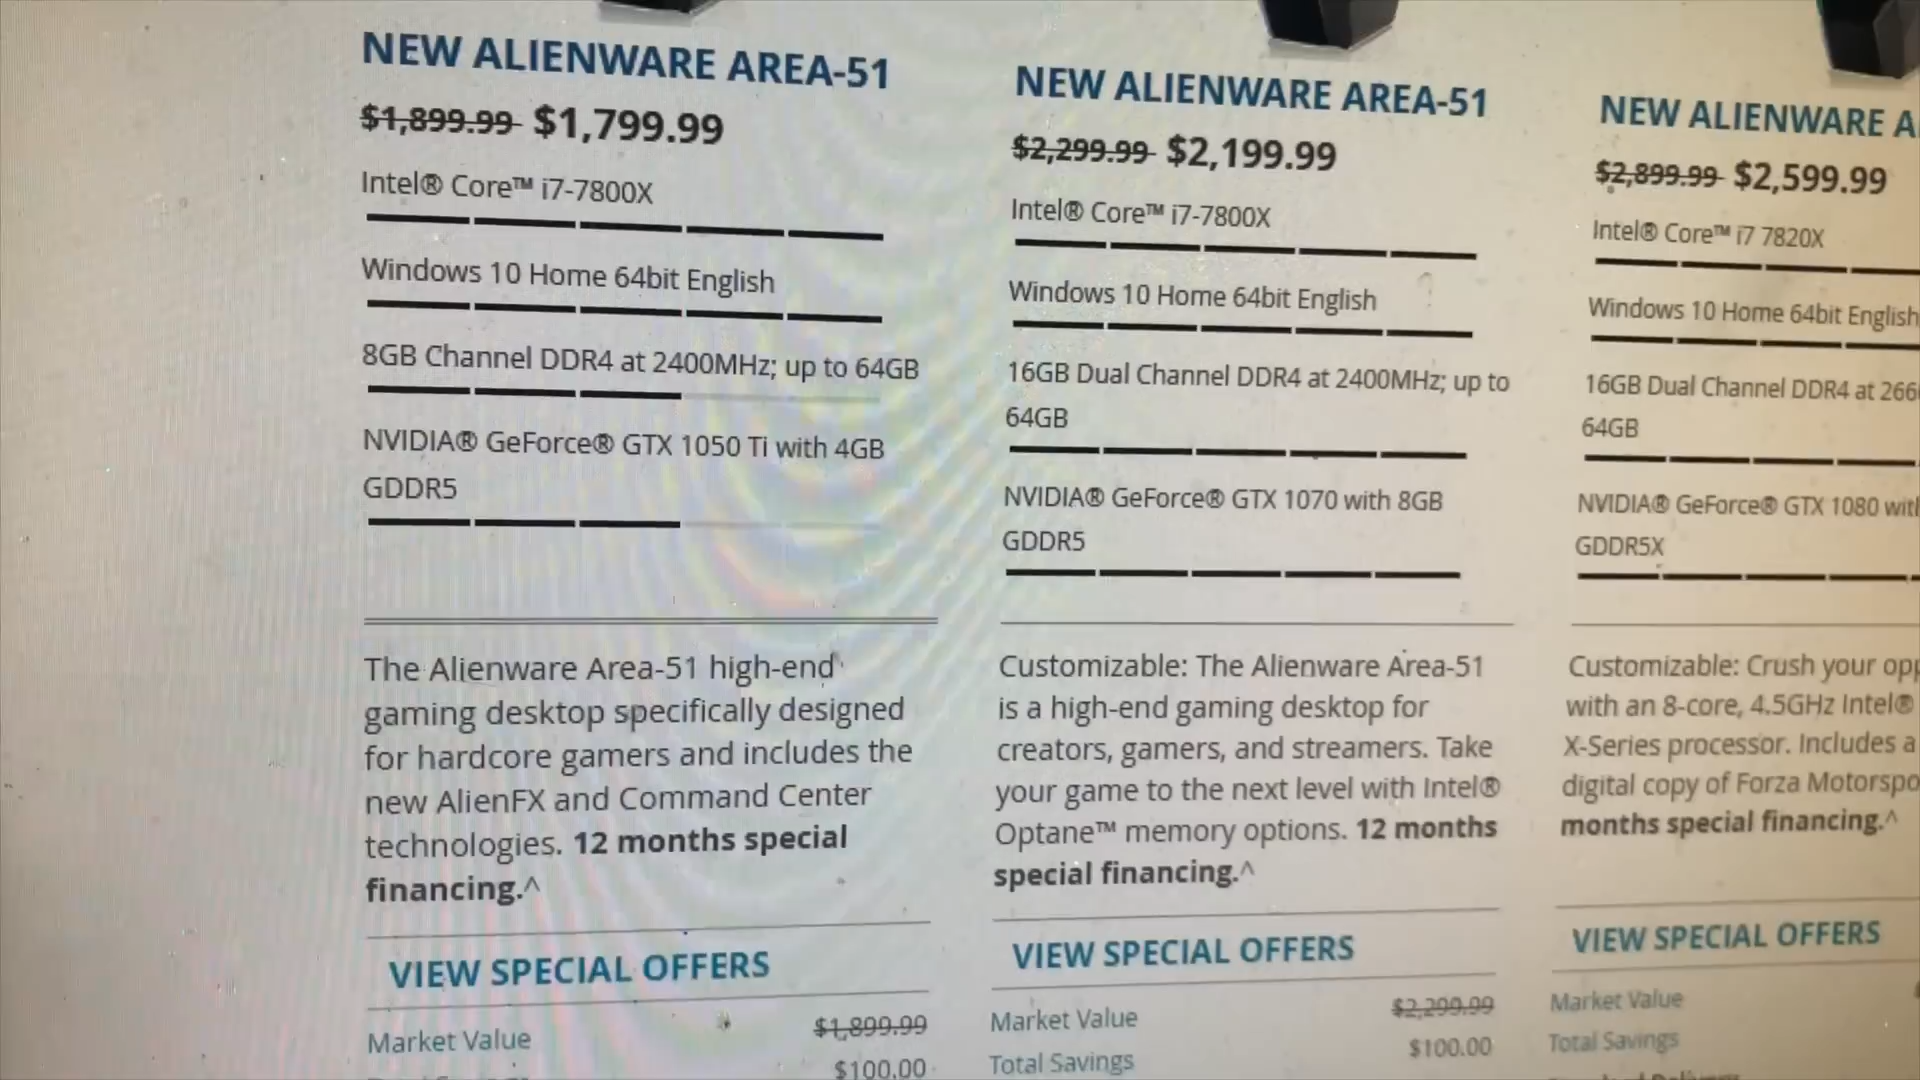 NEW ALIENWARE AREA-51
$1,899.99 $1,799.99
Intel® Core™ i7-7800X
Windows 10 Home 64bit English
8GB Channel DDR4 at 2400MHz; up to 64GB
NVIDIA® GeForce® GTX 1050 Ti with 4GB
GDDR5
The Alienware Area-51 high-end
gaming desktop specifically designed
for hardcore gamers and includes the
new AlienFX and Command Center
technologies. 12 months special
financing.^
VIEW SPECIAL OFFERS
Market Value $1,899.99
$100.00
NEW ALIENWARE AREA-51
$2,299.99 $2,199.99
Intel® Core™ i7-7800X
Windows 10 Home 64bit English
16GB Dual Channel DDR4 at 2400MHz; up to
64GB
NVIDIA® GeForce® GTX 1070 with 8GB
GDDR5
Customizable: The Alienware Area-51
is a high-end gaming desktop for
creators, gamers, and streamers. Take
your game to the next level with Intel®
Optane™ memory options. 12 months
special financing.^
VIEW SPECIAL OFFERS
Market Value $2,299.99
Total Savings $100.00
NEW ALIENWARE A
$2,899.99 $2,599.99
Intel® Core™ i7 7820X
Windows 10 Home 64bit English
16GB Dual Channel DDR4 at 266
64GB
NVIDIA® GeForce® GTX 1080 with
GDDR5X
Customizable: Crush your opp
with an 8-core, 4.5GHz Intel®
X-Series processor. Includes a
digital copy of Forza Motorspo
months special financing.^
VIEW SPECIAL OFFERS
Market Value
Total Savings